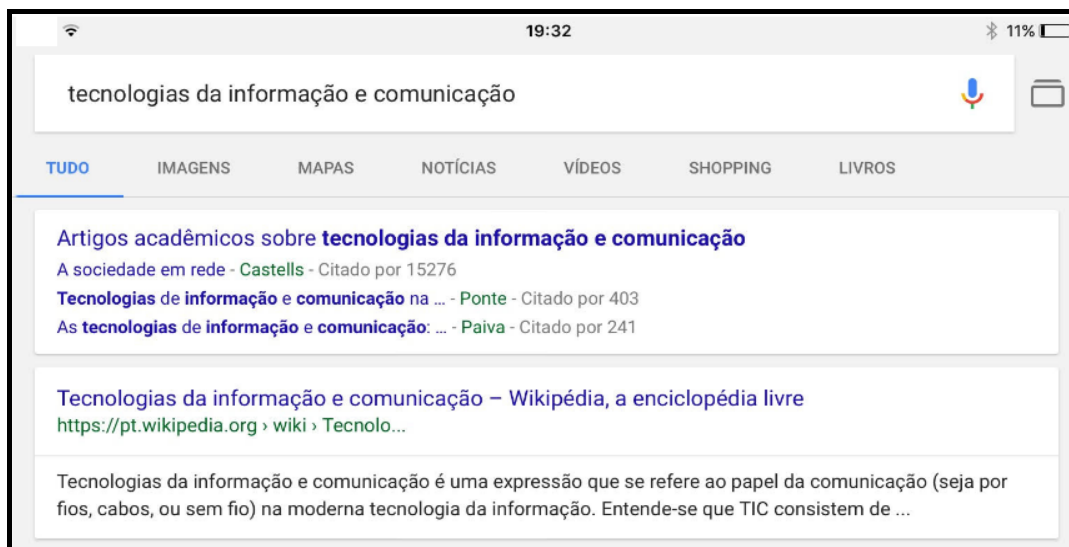 19:32 11%
tecnologias da informação e comunicação
TUDO IMAGENS MAPAS NOTÍCIAS VÍDEOS SHOPPING LIVROS
Artigos acadêmicos sobre tecnologias da informação e comunicação
A sociedade em rede - Castells - Citado por 15276
Tecnologias de informação e comunicação na ... - Ponte - Citado por 403
As tecnologias de informação e comunicação: ... - Paiva - Citado por 241
Tecnologias da informação e comunicação – Wikipédia, a enciclopédia livre
https://pt.wikipedia.org › wiki › Tecnolo...
Tecnologias da informação e comunicação é uma expressão que se refere ao papel da comunicação (seja por
fios, cabos, ou sem fio) na moderna tecnologia da informação. Entende-se que TIC consistem de ...